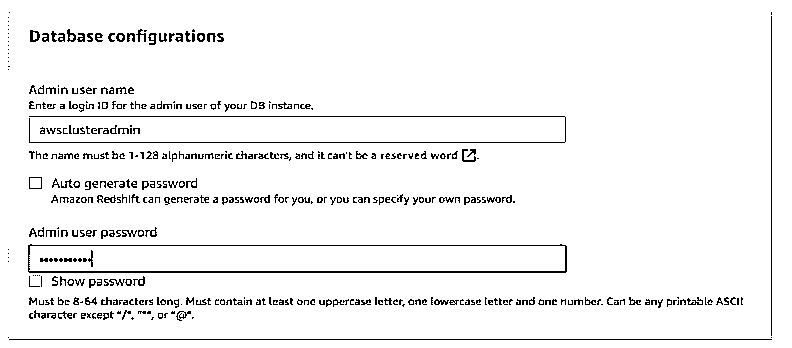 Database configurations
Admin user name
Enter a login ID for the admin user of your DB instance.
awsclusteradmin
The name must be 1-128 alphanumeric characters, and it can't be a reserved word.
Auto generate password
Amazon Redshift can generate a password for you, or you can specify your own password.
Admin user password
•••••••••••
Show password
Must be 8-64 characters long. Must contain at least one uppercase letter, one lowercase letter and one number. Can be any printable ASCII
character except "/", """, or "@".